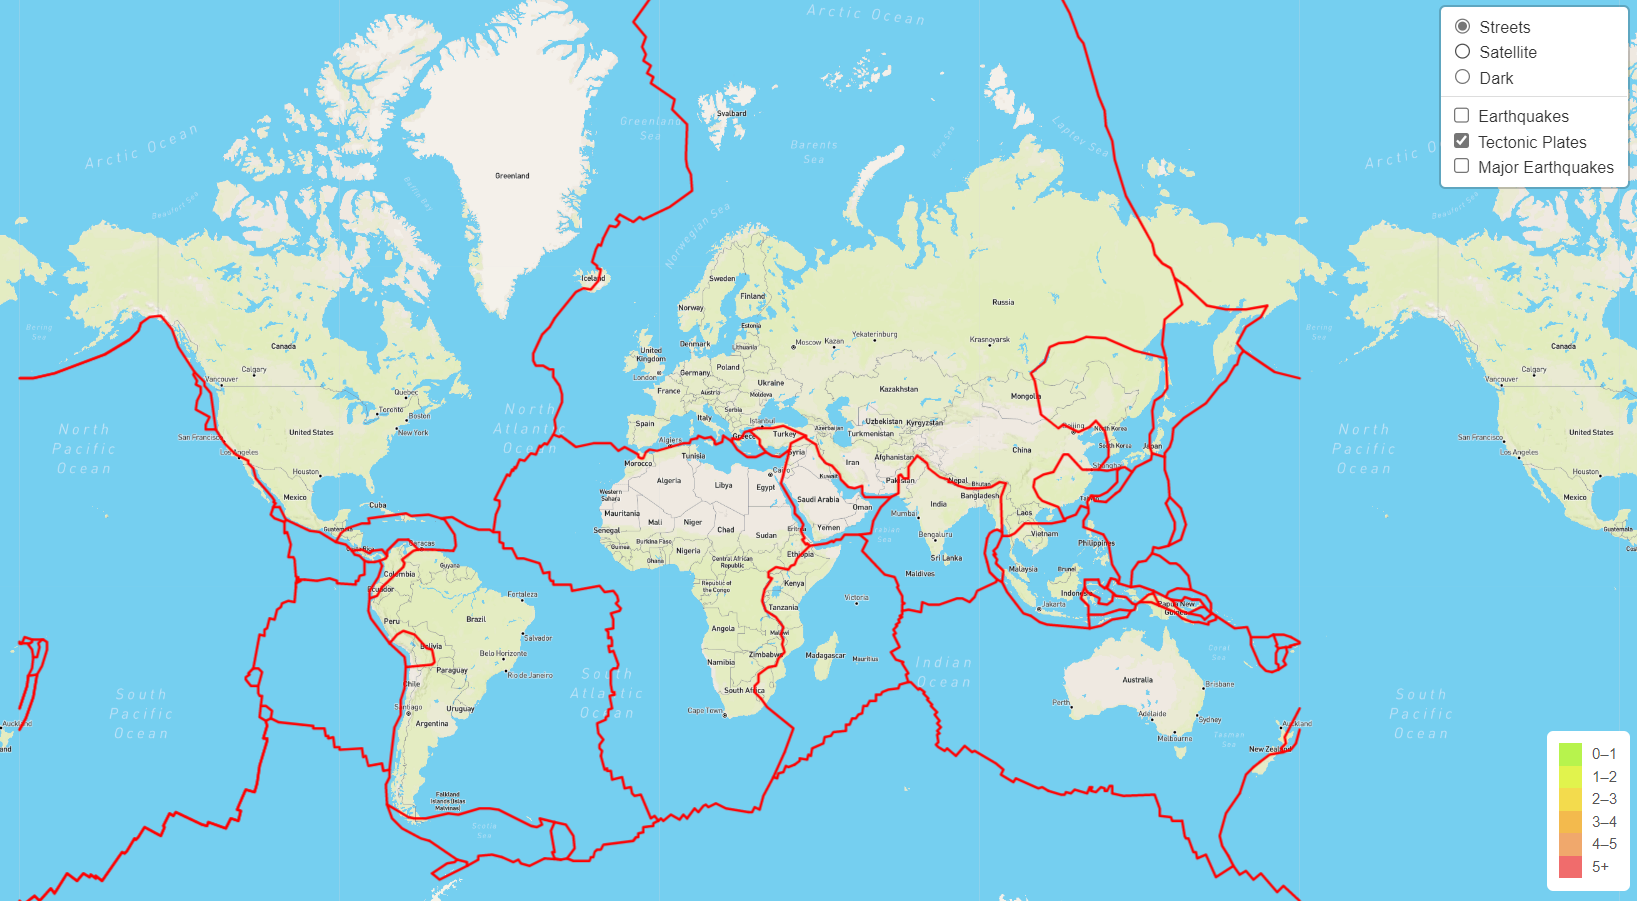 Arctic Ocean
Streets
Satellite
Dark
Earthquakes
Tectonic Plates
Major Earthquakes
Svalbard
Greenland
Sea
Arctic Ocean
Barents
Sea
Kara Sea
Laptev Sea
Arctic O
Greenland
Baffin Bay
Beaufort Sea
Beaufort Sea
Norwegian Sea
Iceland
Sweden
Finland
Norway
Russia
Estonia
Bering
Sea
Bering
Sea
Canada
Canada
United
Kingdom
Denmark
Lithuania
Moscow
Kazan
Yekaterinburg
Krasnoyarsk
Calgary
Vancouver
Calgary
Vancouver
London
Germany
Poland
Ukraine
Kazakhstan
France
Austria
Moldova
Serbia
Mongolia
Quebec
Toronto
Boston
New York
North
Atlantic
Ocean
Spain
Italy
Istanbul
Uzbekistan
Kyrgyzstan
Beijing
North Korea
North
Pacific
Ocean
North
Pacific
Ocean
San Francisco
United States
Los Angeles
Algiers
Greece
Turkey
Azerbaijan
Turkmenistan
South Korea
Japan
San Francisco
United States
Los Angeles
Morocco
Tunisia
Syria
Iran
Afghanistan
China
Shanghai
Houston
Mexico
Algeria
Libya
Cairo
Egypt
Kuwait
Pakistan
Nepal
Bhutan
Bangladesh
Houston
Mexico
Western
Sahara
Saudi Arabia
Oman
India
Taipei
Cuba
Mauritania
Mali
Niger
Chad
Sudan
Eritrea
Yemen
Mumbai
Arabian
Sea
Laos
Vietnam
Philippines
Guatemala
Senegal
Guinea
Burkina Faso
Ghana
Nigeria
Central African
Republic
Ethiopia
Bengaluru
Sri Lanka
Guatemala
Costa Rica
Caracas
Guyana
Colombia
Ecuador
Republic of
the Congo
Kenya
Maldives
Malaysia
Brunei
Indonesia
Jakarta
Papua New
Guinea
Fortaleza
Peru
Brazil
Salvador
Tanzania
Victoria
Angola
Malawi
Bolivia
Belo Horizonte
Rio de Janeiro
Paraguay
Chile
Namibia
Zimbabwe
Madagascar
Mauritius
Indian
Ocean
Coral
Sea
South
Pacific
Ocean
South
Atlantic
Ocean
South Africa
Cape Town
Australia
Brisbane
Perth
Adelaide
Sydney
Melbourne
Tasman
Sea
South
Pacific
Ocean
Santiago
Uruguay
Argentina
Auckland
and
Auckland
New Zealand
Falkland
Islands (Islas
Malvinas)
Scotia
Sea
0–1
1–2
2–3
3–4
4–5
5+